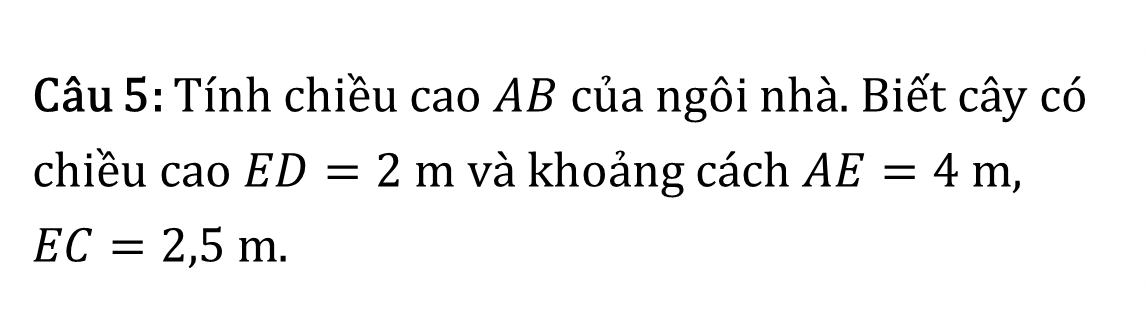 Câu 5: Tính chiều cao AB của ngôi nhà. Biết cây có
chiều cao ED = 2 m và khoảng cách AE = 4 m,
EC = 2,5 m.